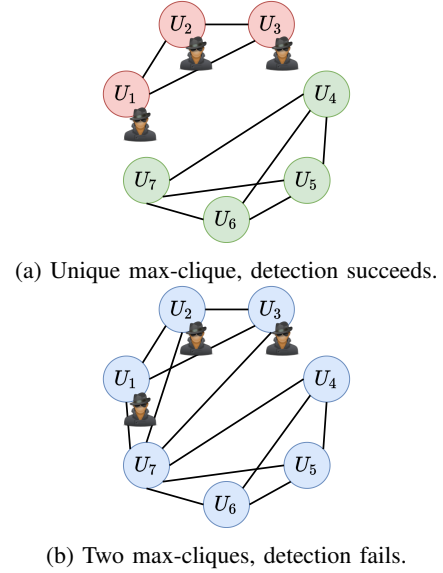 U₂ U₃
U₁ U₄
U₇ U₅
U₆
(a) Unique max-clique, detection succeeds.
U₂ U₃
U₁ U₄
U₇ U₅
U₆
(b) Two max-cliques, detection fails.